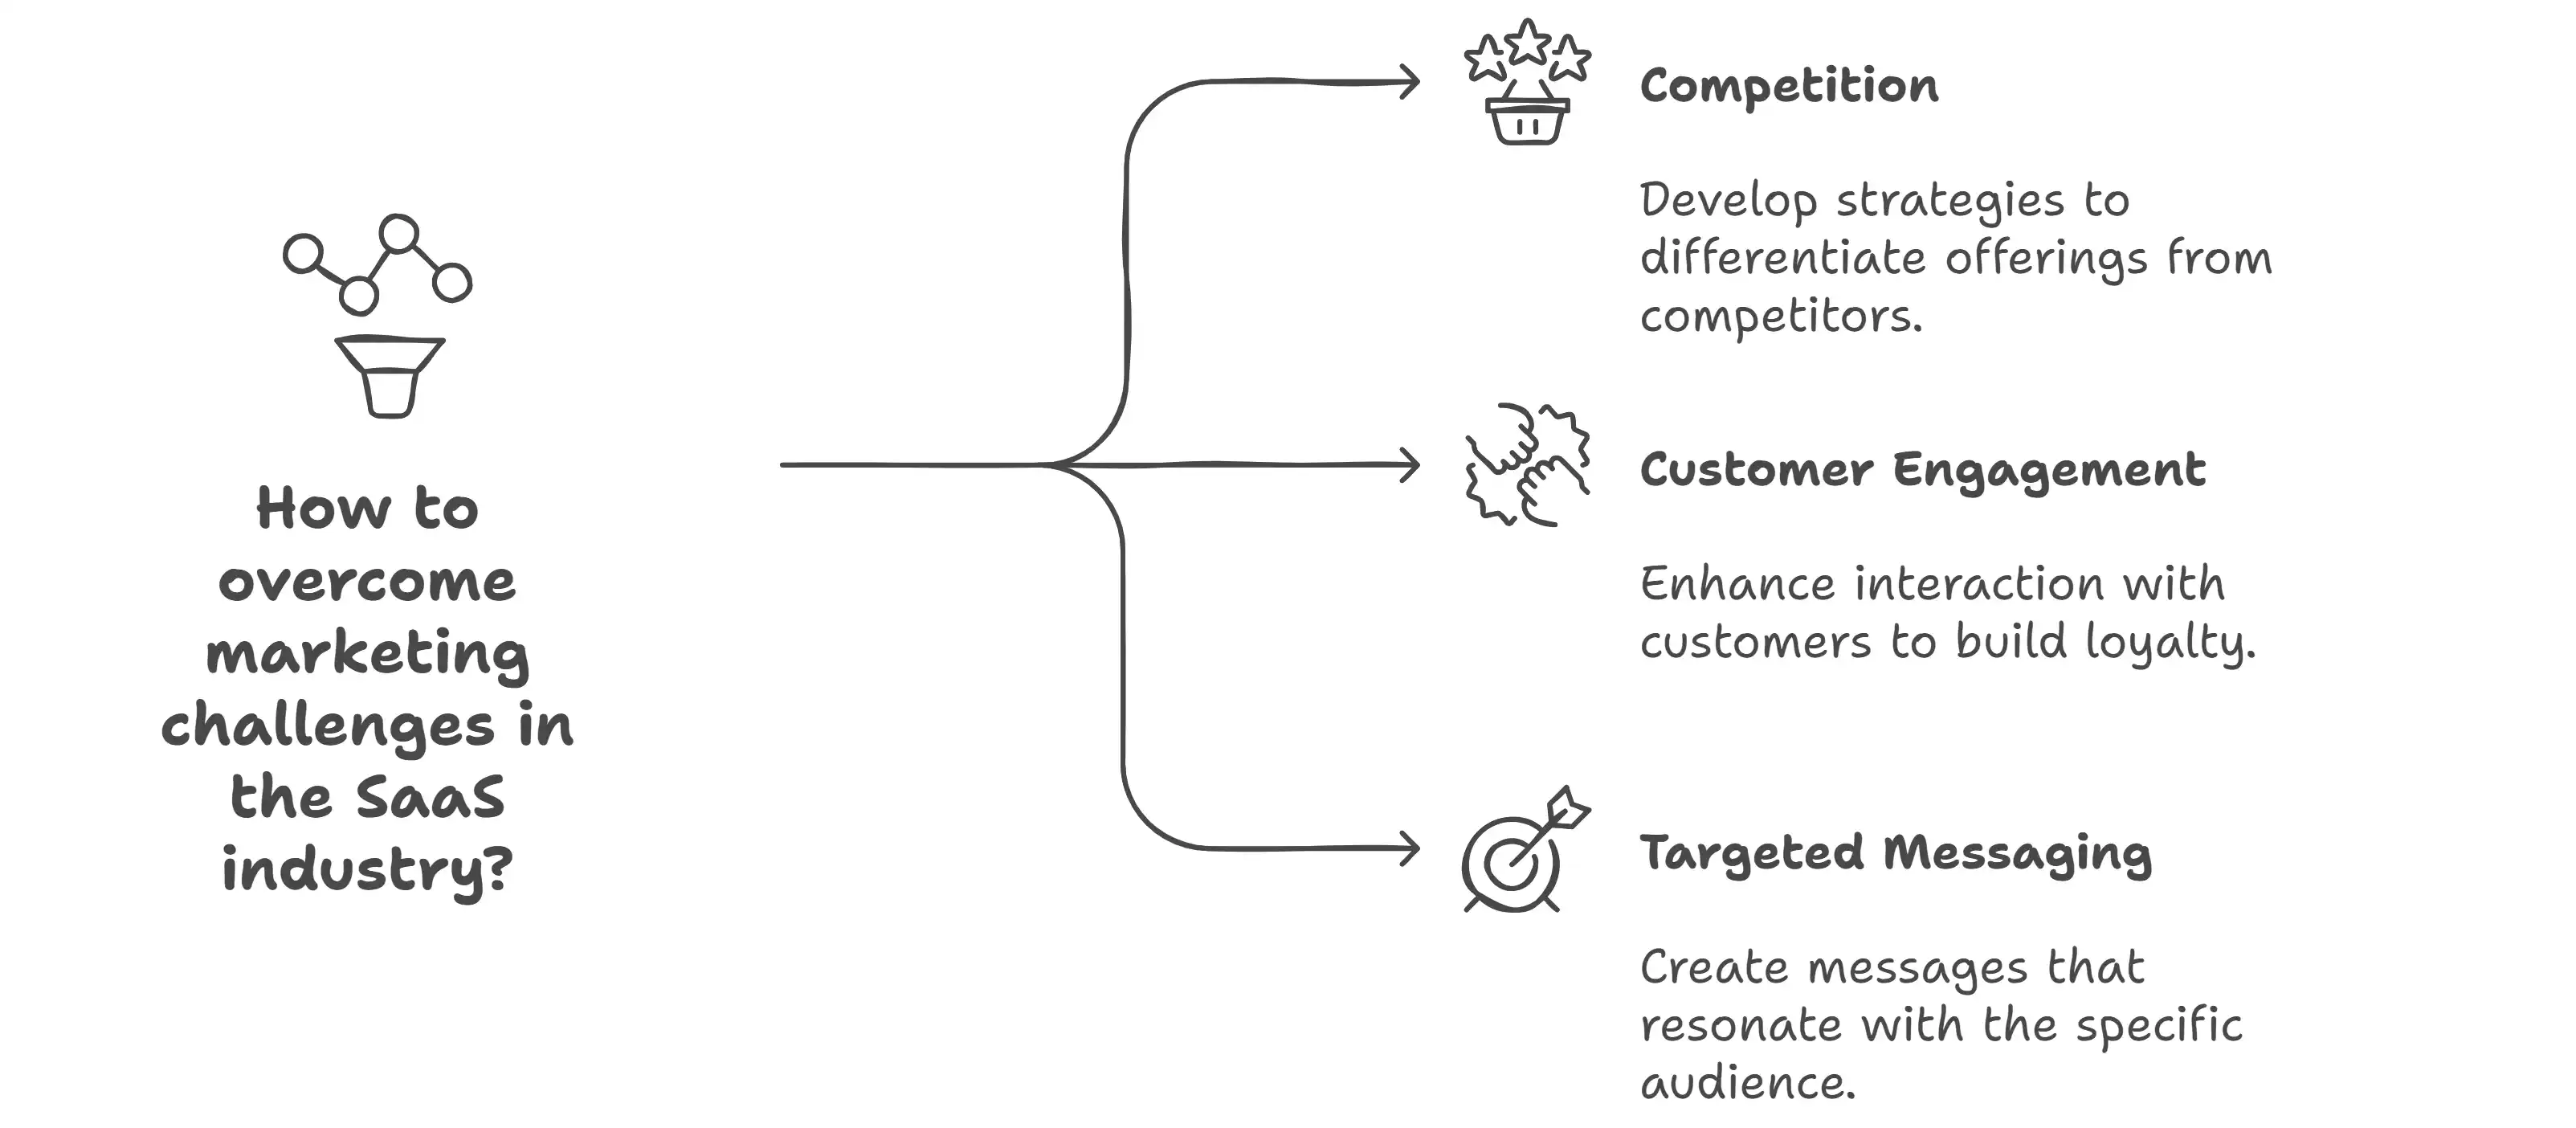 How to
overcome
marketing
challenges in
the SaaS
industry?
Competition
Develop strategies to
differentiate offerings from
competitors.
Customer Engagement
Enhance interaction with
customers to build loyalty.
Targeted Messaging
Create messages that
resonate with the specific
audience.